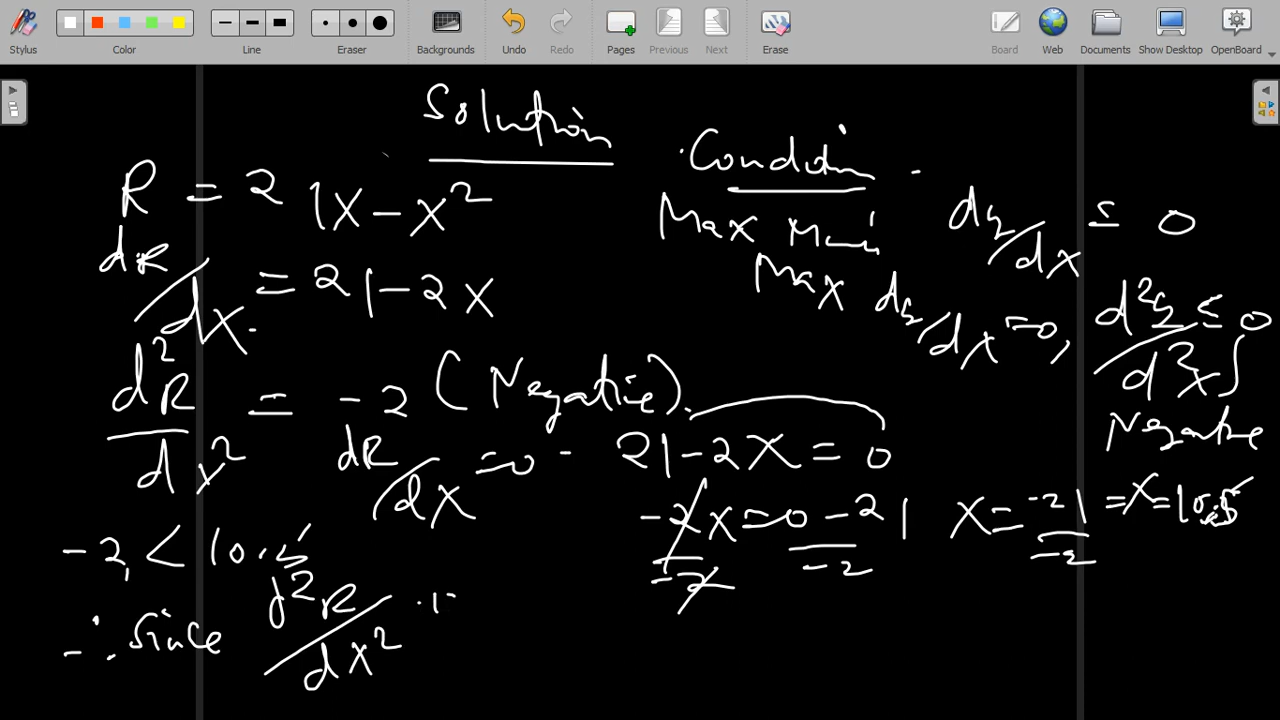 Stylus Color Line Eraser Backgrounds Undo Redo Pages Previous Next Erase Board Web Documents Show Desktop OpenBoard
Solution
R = 21x - x²
dR/dx = 21 - 2x
d²R/dx² = -2 (Negative).
dR/dx = 0 - 21 - 2x = 0
-2x/-2 = 0 - 21/-2 x = -21/-2 = x = 10.5
-2 < 10.5
∴ Since d²R/dx²
Condition
Max Mini dy/dx = 0
Max dy/dx = 0, d²y/d²x ≤ 0
Negative